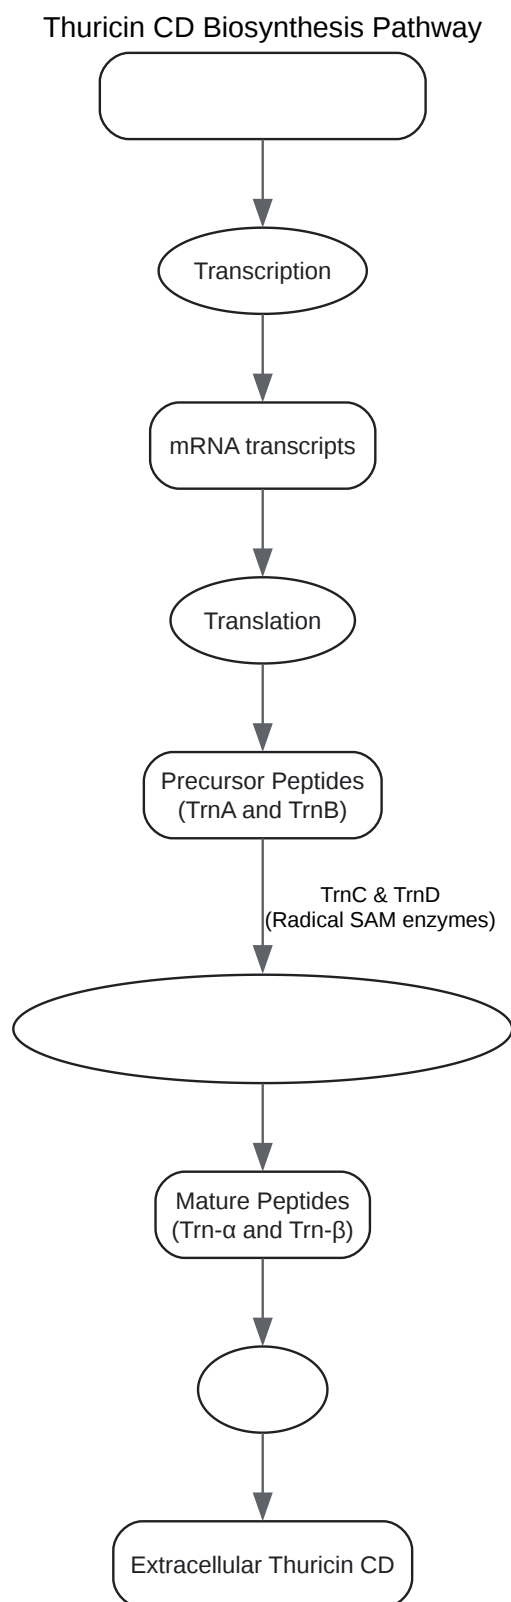 Thuricin CD Biosynthesis Pathway
Transcription
mRNA transcripts
Translation
Precursor Peptides
(TrnA and TrnB)
TrnC & TrnD
(Radical SAM enzymes)
Mature Peptides
(Trn-α and Trn-β)
Extracellular Thuricin CD